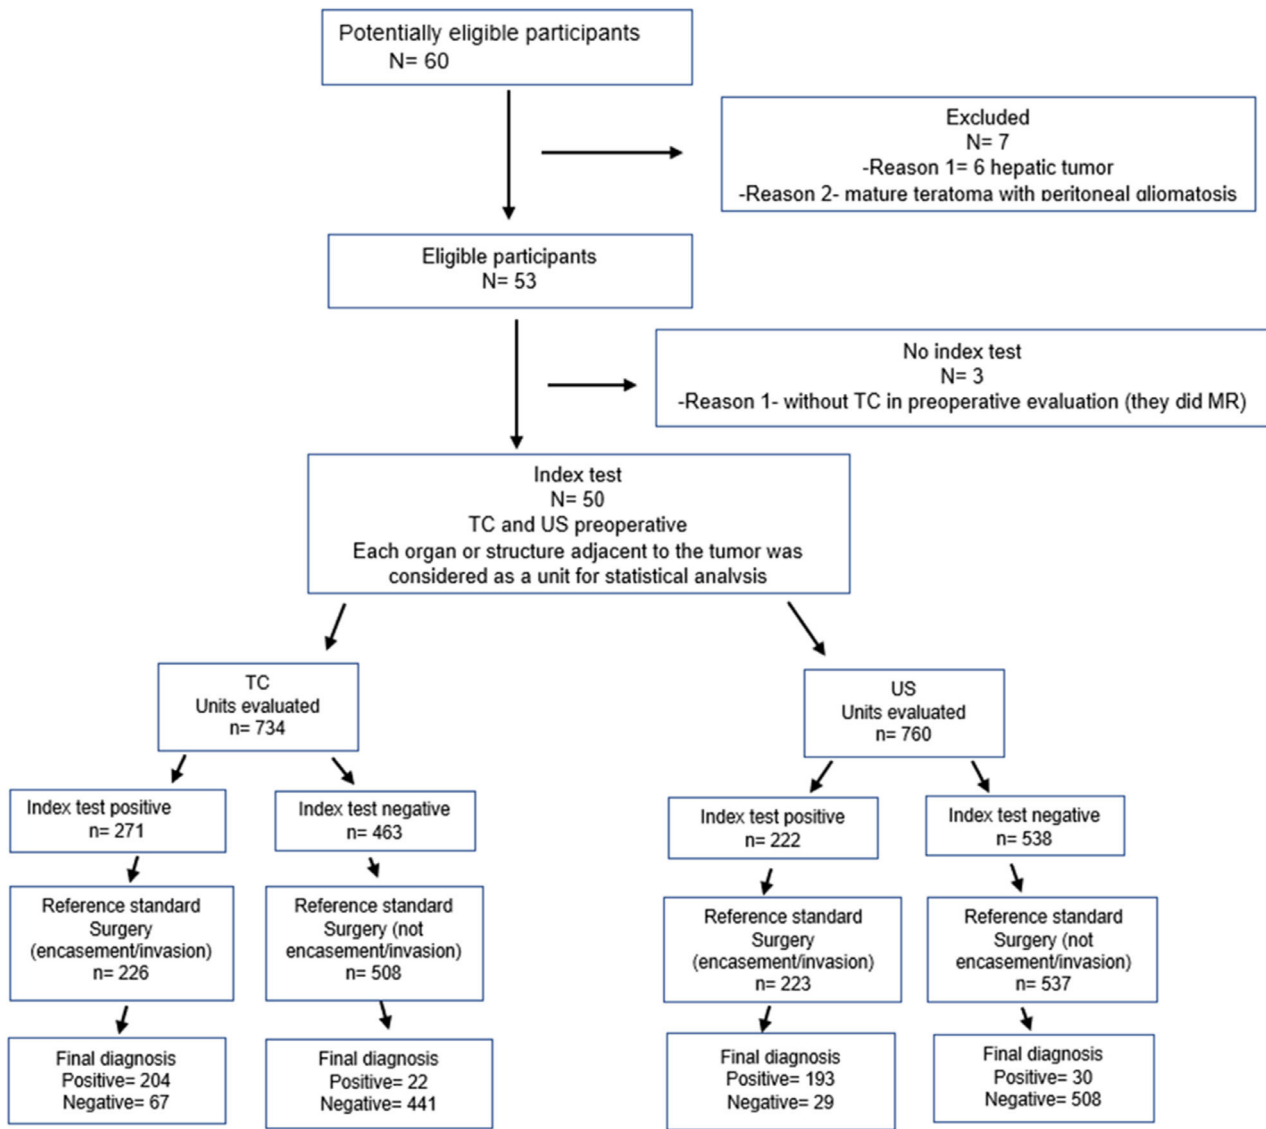 Potentially eligible participants
N= 60
Excluded
N= 7
-Reason 1= 6 hepatic tumor
-Reason 2- mature teratoma with peritoneal gliomatosis
Eligible participants
N= 53
No index test
N= 3
-Reason 1- without TC in preoperative evaluation (they did MR)
Index test
N= 50
TC and US preoperative
Each organ or structure adjacent to the tumor was
considered as a unit for statistical analysis
TC
Units evaluated
n= 734
US
Units evaluated
n= 760
Index test positive
n= 271
Index test negative
n= 463
Index test positive
n= 222
Index test negative
n= 538
Reference standard
Surgery
(encasement/invasion)
n= 226
Reference standard
Surgery (not
encasement/invasion)
n= 508
Reference standard
Surgery
(encasement/invasion)
n= 223
Reference standard
Surgery (not
encasement/invasion)
n= 537
Final diagnosis
Positive= 204
Negative= 67
Final diagnosis
Positive= 22
Negative= 441
Final diagnosis
Positive= 193
Negative= 29
Final diagnosis
Positive= 30
Negative= 508